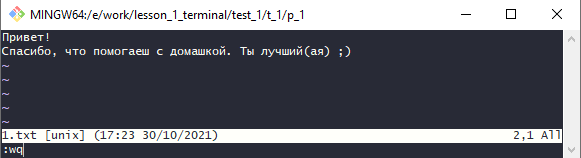 MINGW64:/e/work/lesson_1_terminal/test_1/t_1/p_1
Привет!
Спасибо, что помогаеш с домашкой. Ты лучший(ая) ;)
~
~
~
~
1.txt [unix] (17:23 30/10/2021) 2,1 All
:wq